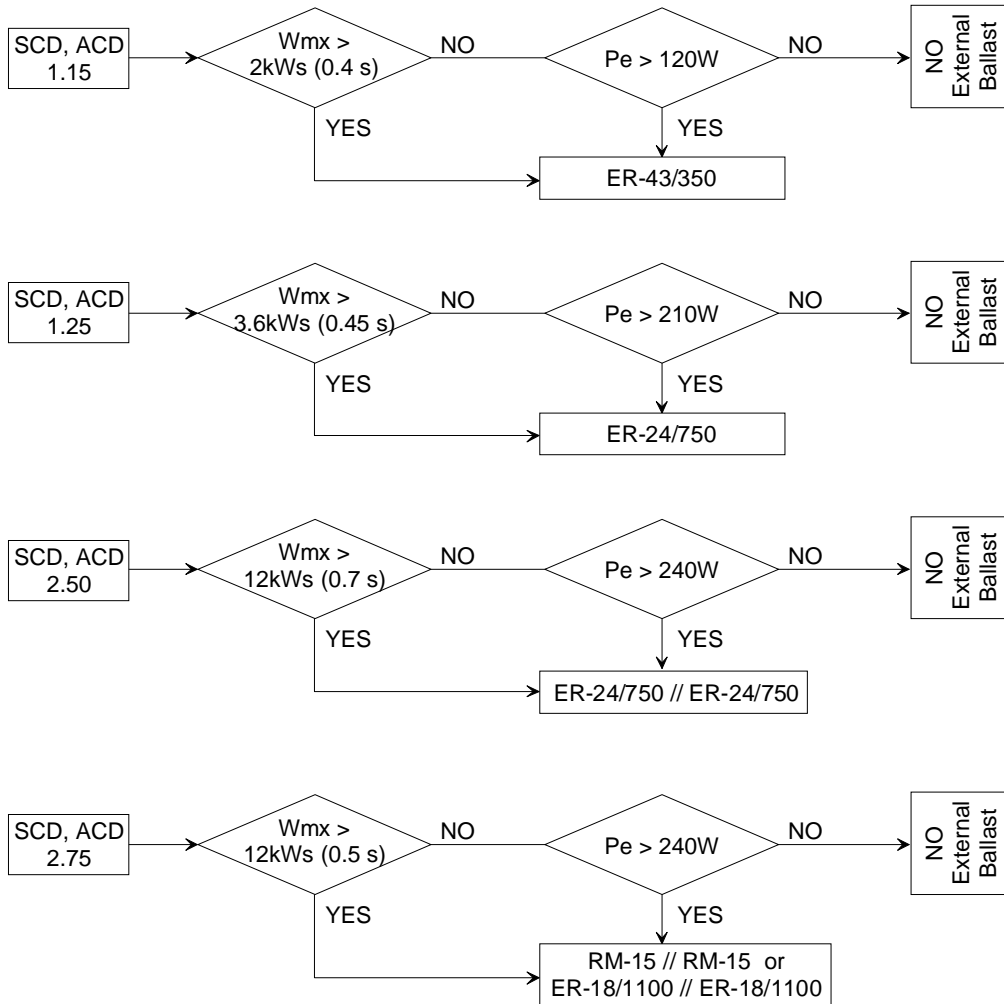 SCD, ACD
1.15
Wmx >
2kWs (0.4 s)
NO
Pe > 120W
NO
NO
External
Ballast
YES
YES
ER-43/350
SCD, ACD
1.25
Wmx >
3.6kWs (0.45 s)
NO
Pe > 210W
NO
NO
External
Ballast
YES
YES
ER-24/750
SCD, ACD
2.50
Wmx >
12kWs (0.7 s)
NO
Pe > 240W
NO
NO
External
Ballast
YES
YES
ER-24/750 // ER-24/750
SCD, ACD
2.75
Wmx >
12kWs (0.5 s)
NO
Pe > 240W
NO
NO
External
Ballast
YES
YES
RM-15 // RM-15 or
ER-18/1100 // ER-18/1100